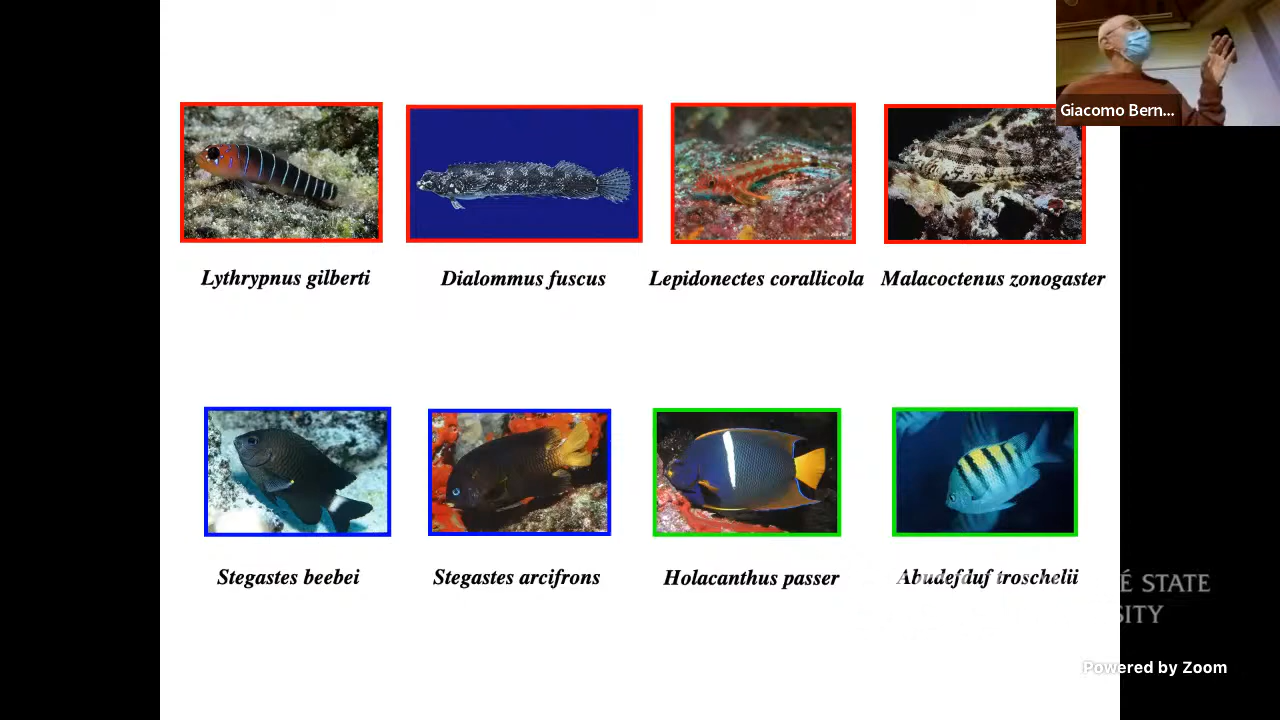 Giacomo Bern...
Lythrypnus gilberti
Dialommus fuscus
Lepidonectes corallicola
Malacoctenus zonogaster
Stegastes beebei
Stegastes arcifrons
Holacanthus passer
Abudefduf troschelii
É STATE
SITY
Powered by Zoom